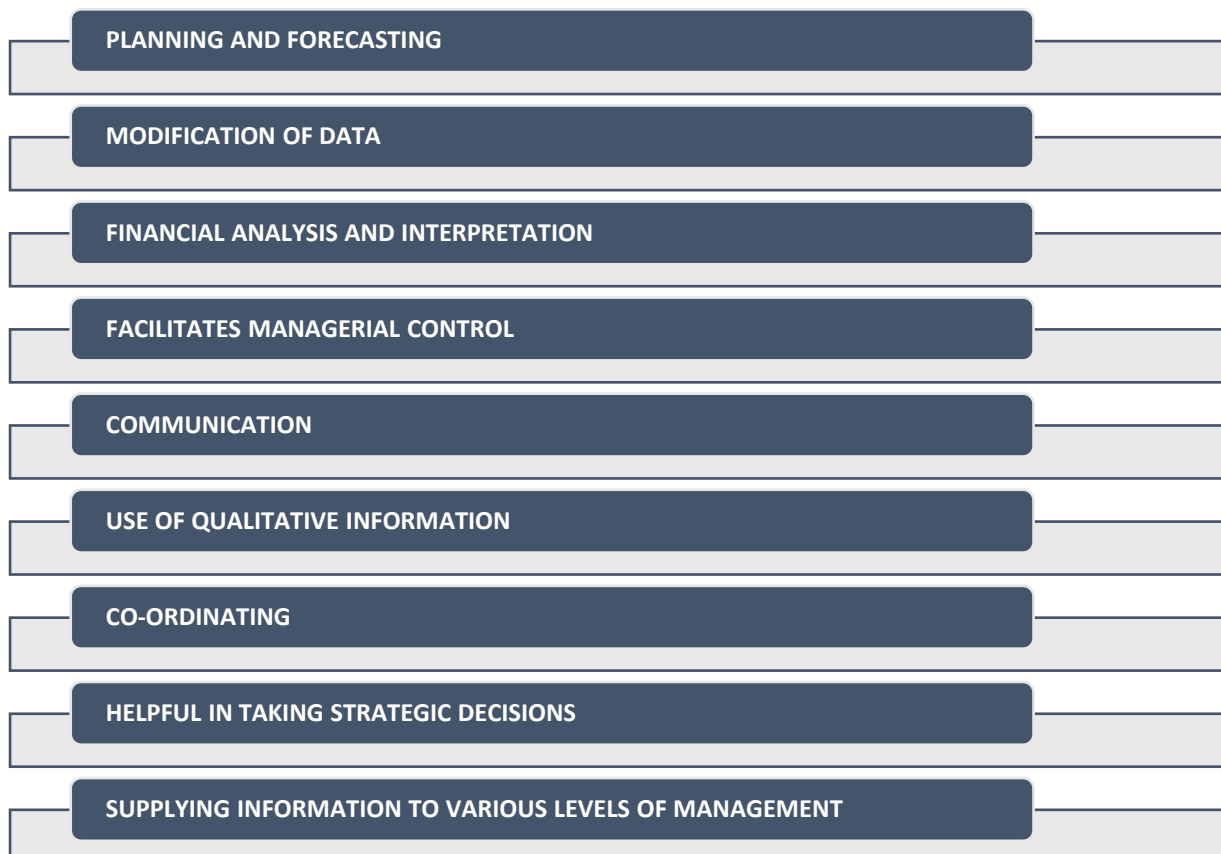 PLANNING AND FORECASTING
MODIFICATION OF DATA
FINANCIAL ANALYSIS AND INTERPRETATION
FACILITATES MANAGERIAL CONTROL
COMMUNICATION
USE OF QUALITATIVE INFORMATION
CO-ORDINATING
HELPFUL IN TAKING STRATEGIC DECISIONS
SUPPLYING INFORMATION TO VARIOUS LEVELS OF MANAGEMENT